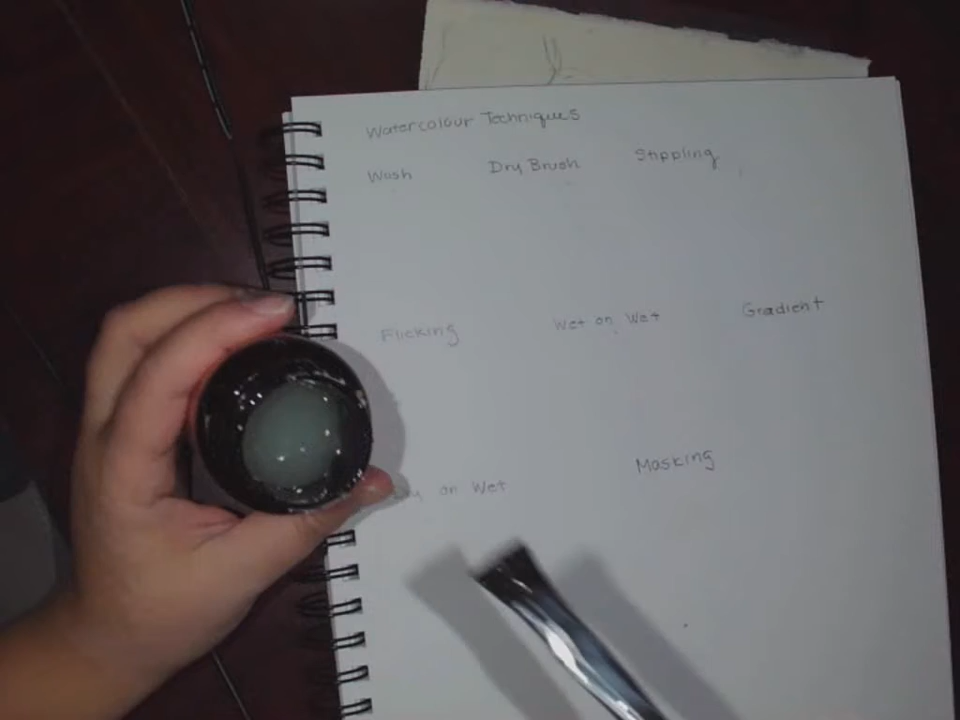 Watercolour Techniques
Wash Dry Brush Stippling
Flicking Wet on Wet Gradient
on Wet Masking